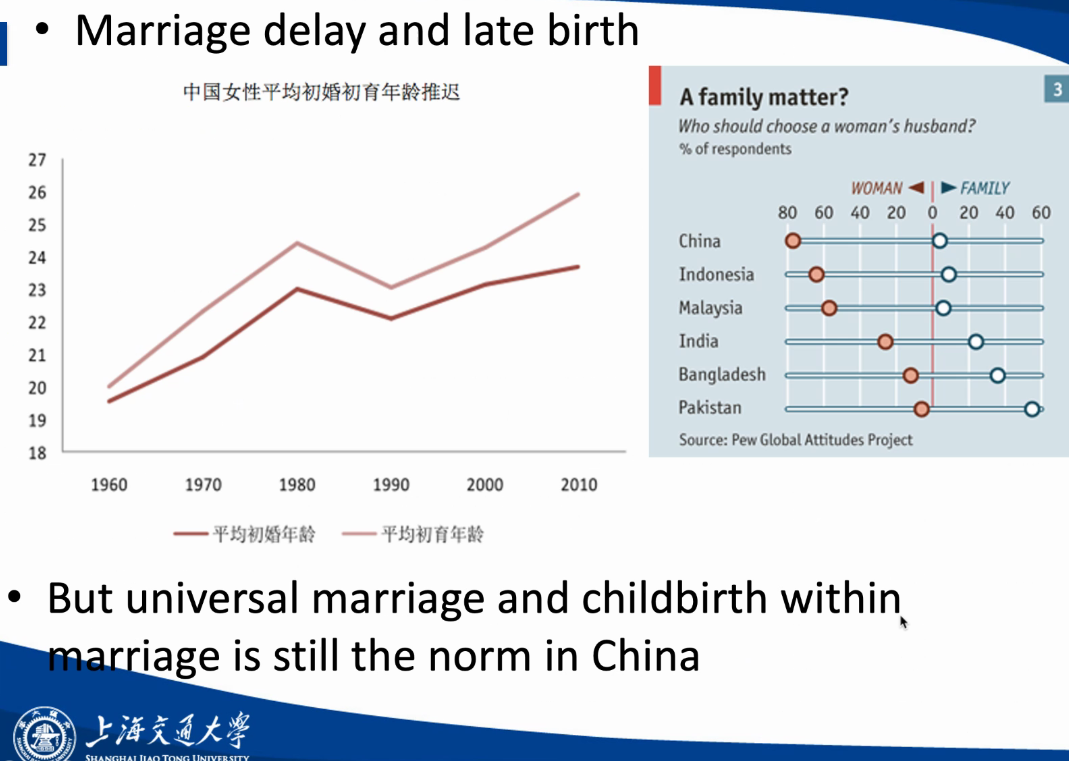 • Marriage delay and late birth
中国女性平均初婚初育年龄推迟
27
26
25
24
23
22
21
20
19
18
1960 1970 1980 1990 2000 2010
平均初婚年龄 平均初育年龄
3
A family matter?
Who should choose a woman's husband?
% of respondents
WOMAN ◀ ▶ FAMILY
80 60 40 20 0 20 40 60
China
Indonesia
Malaysia
India
Bangladesh
Pakistan
Source: Pew Global Attitudes Project
• But universal marriage and childbirth within
marriage is still the norm in China
上海交通大学
SHANGHAI JIAO TONG UNIVERSITY